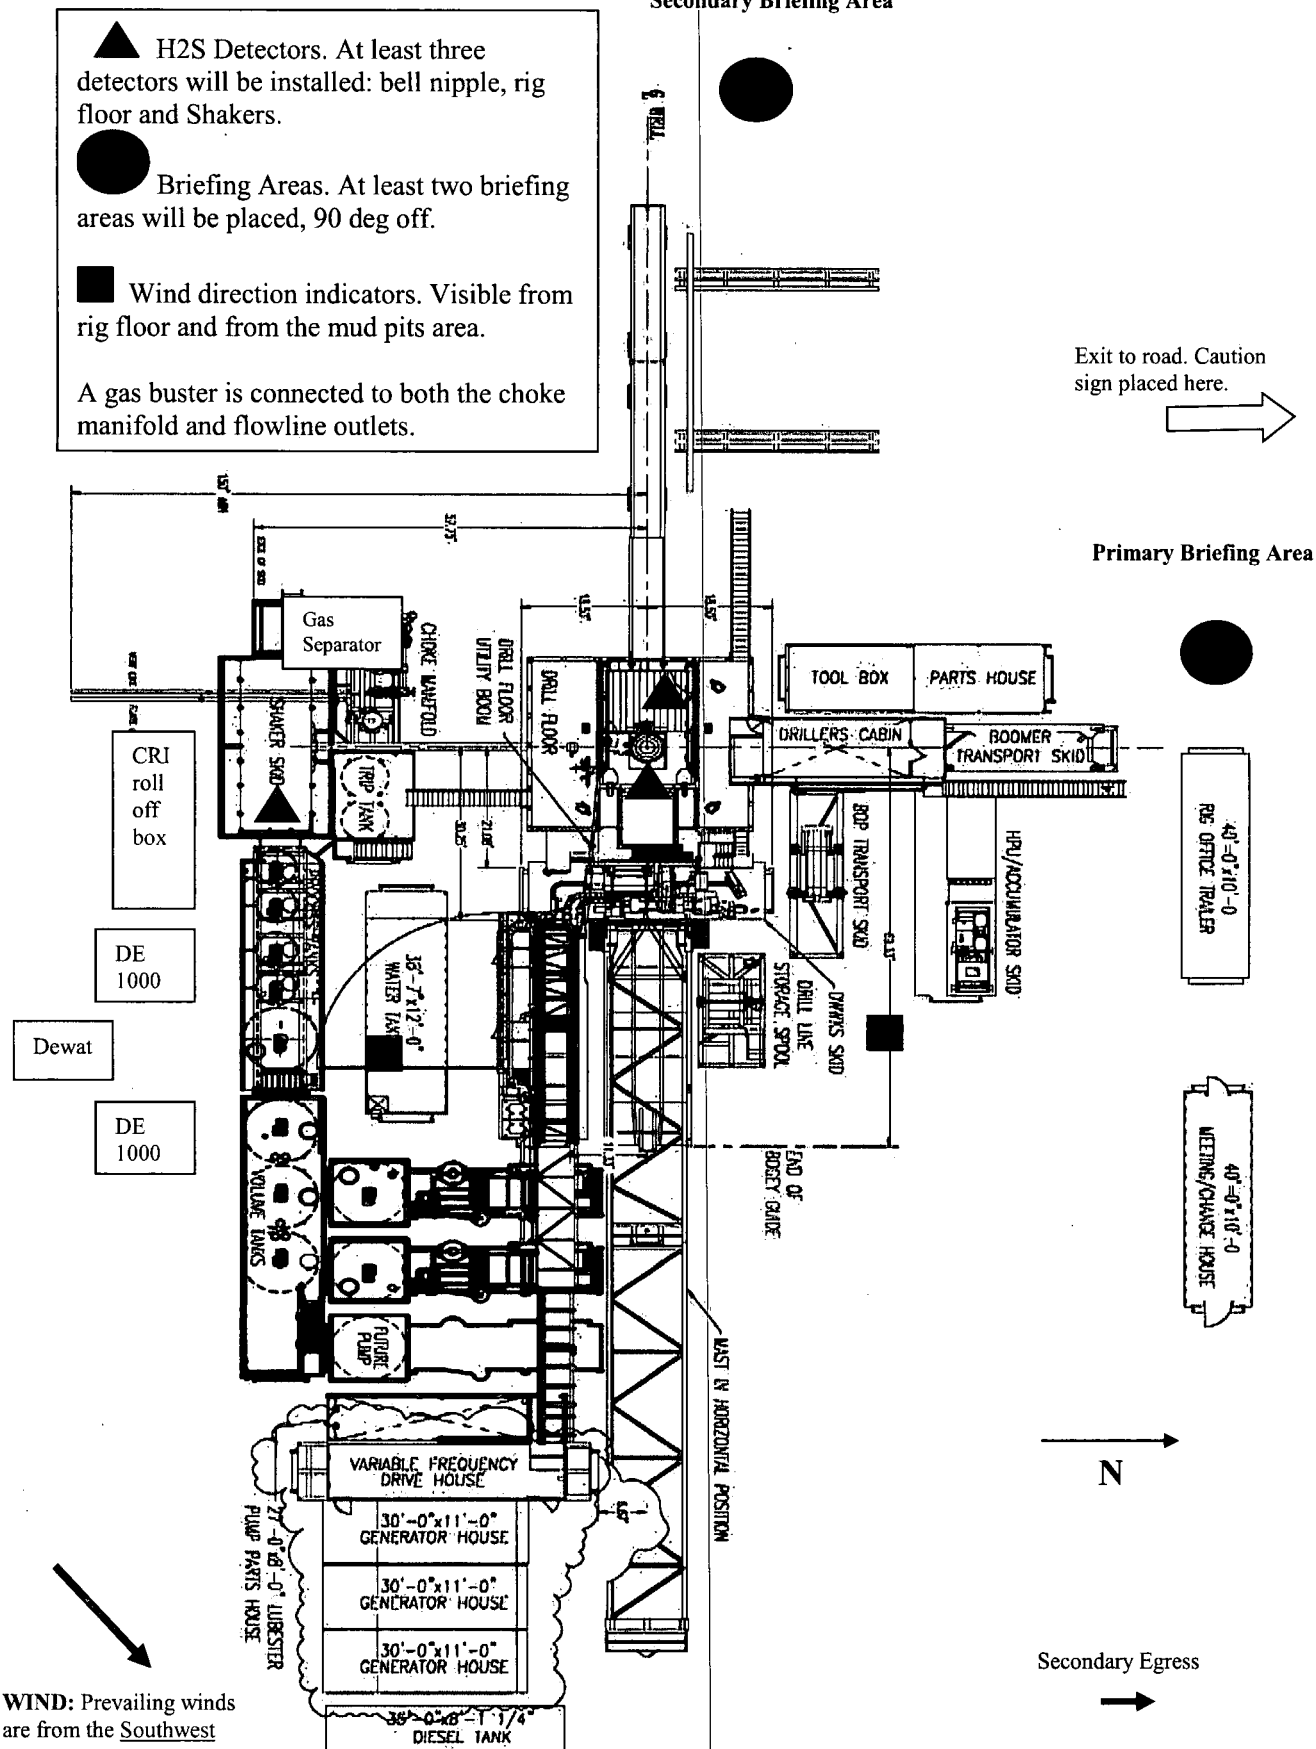 Secondary Briefing Area
H2S Detectors. At least three
detectors will be installed: bell nipple, rig
floor and Shakers.
Briefing Areas. At least two briefing
areas will be placed, 90 deg off.
Wind direction indicators. Visible from
rig floor and from the mud pits area.
A gas buster is connected to both the choke
manifold and flowline outlets.
Exit to road. Caution
sign placed here.
Primary Briefing Area
Gas
Separator
CHOKE MANIFOLD
DRILL FLOOR
UTILITY BOOM
DRILL FLOOR
TOOL BOX
PARTS HOUSE
DRILLERS CABIN
BOOMER
TRANSPORT SKID
SHAKER SKID
TRIP TANK
CRI
roll
off
box
DE
1000
Dewat
DE
1000
40'-0"x10'-0
RIG OFFICE TRAILER
BOP TRANSPORT SKID
HPU/ACCUMULATOR SKID
DWKS SKID
DRILL LINE
STORAGE SPOOL
WATER TANK
END OF
BOGEY GUIDE
40'-0"x10'-0
MEETING/CHANGE HOUSE
VOLUME TANKS
FUTURE
PUMP
MAST IN HORIZONTAL POSITION
VARIABLE FREQUENCY
DRIVE HOUSE
30'-0"x11'-0"
GENERATOR HOUSE
30'-0"x11'-0"
GENERATOR HOUSE
30'-0"x11'-0"
GENERATOR HOUSE
27'-0"x8'-0" LUBESTER
PUMP PARTS HOUSE
DIESEL TANK
N
Secondary Egress
WIND: Prevailing winds
are from the Southwest